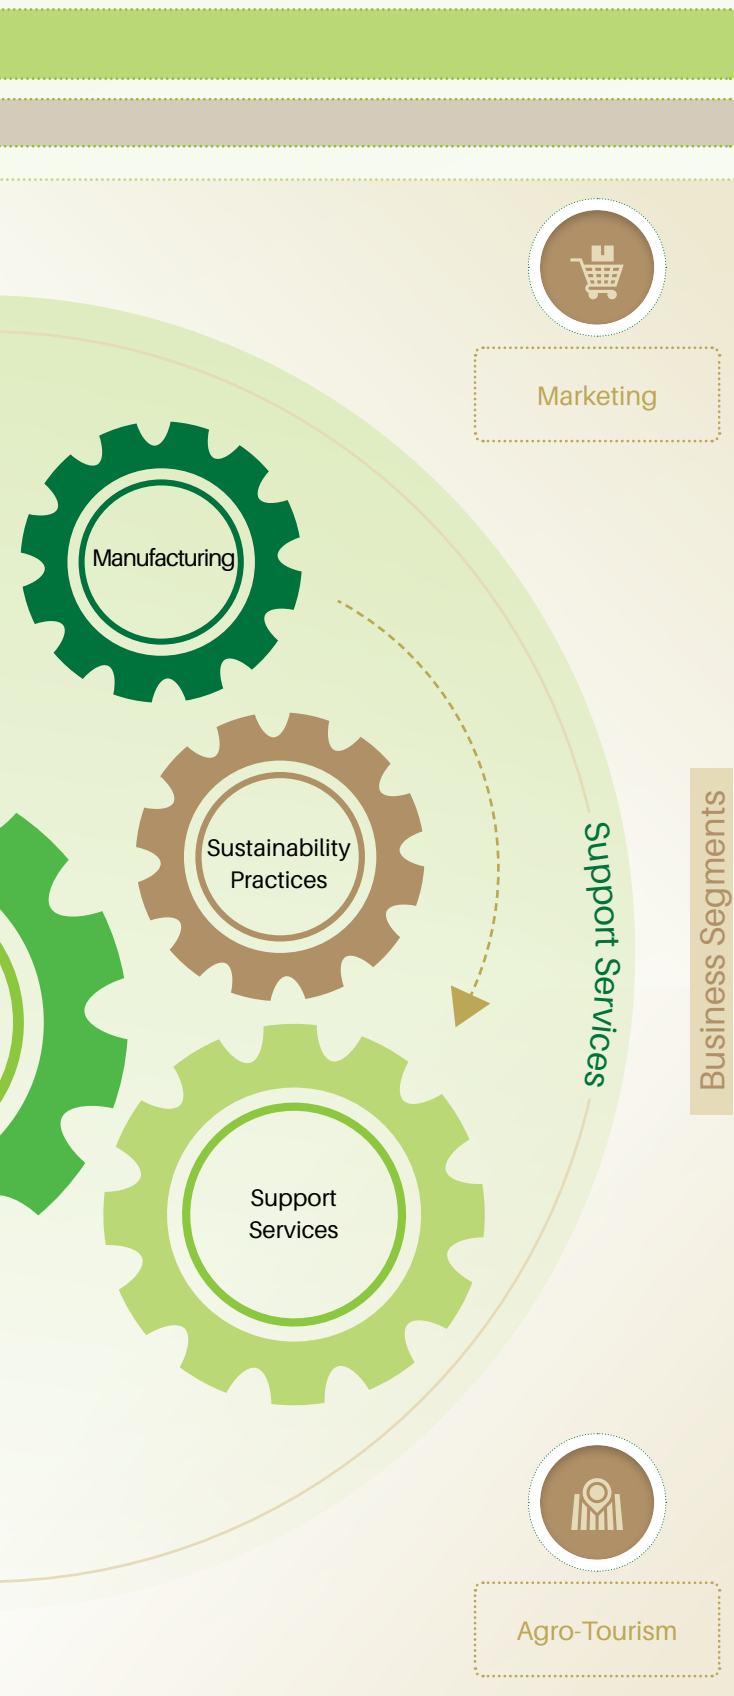 Marketing
Manufacturing
Sustainability
Practices
Support Services
Business Segments
Support
Services
Agro-Tourism